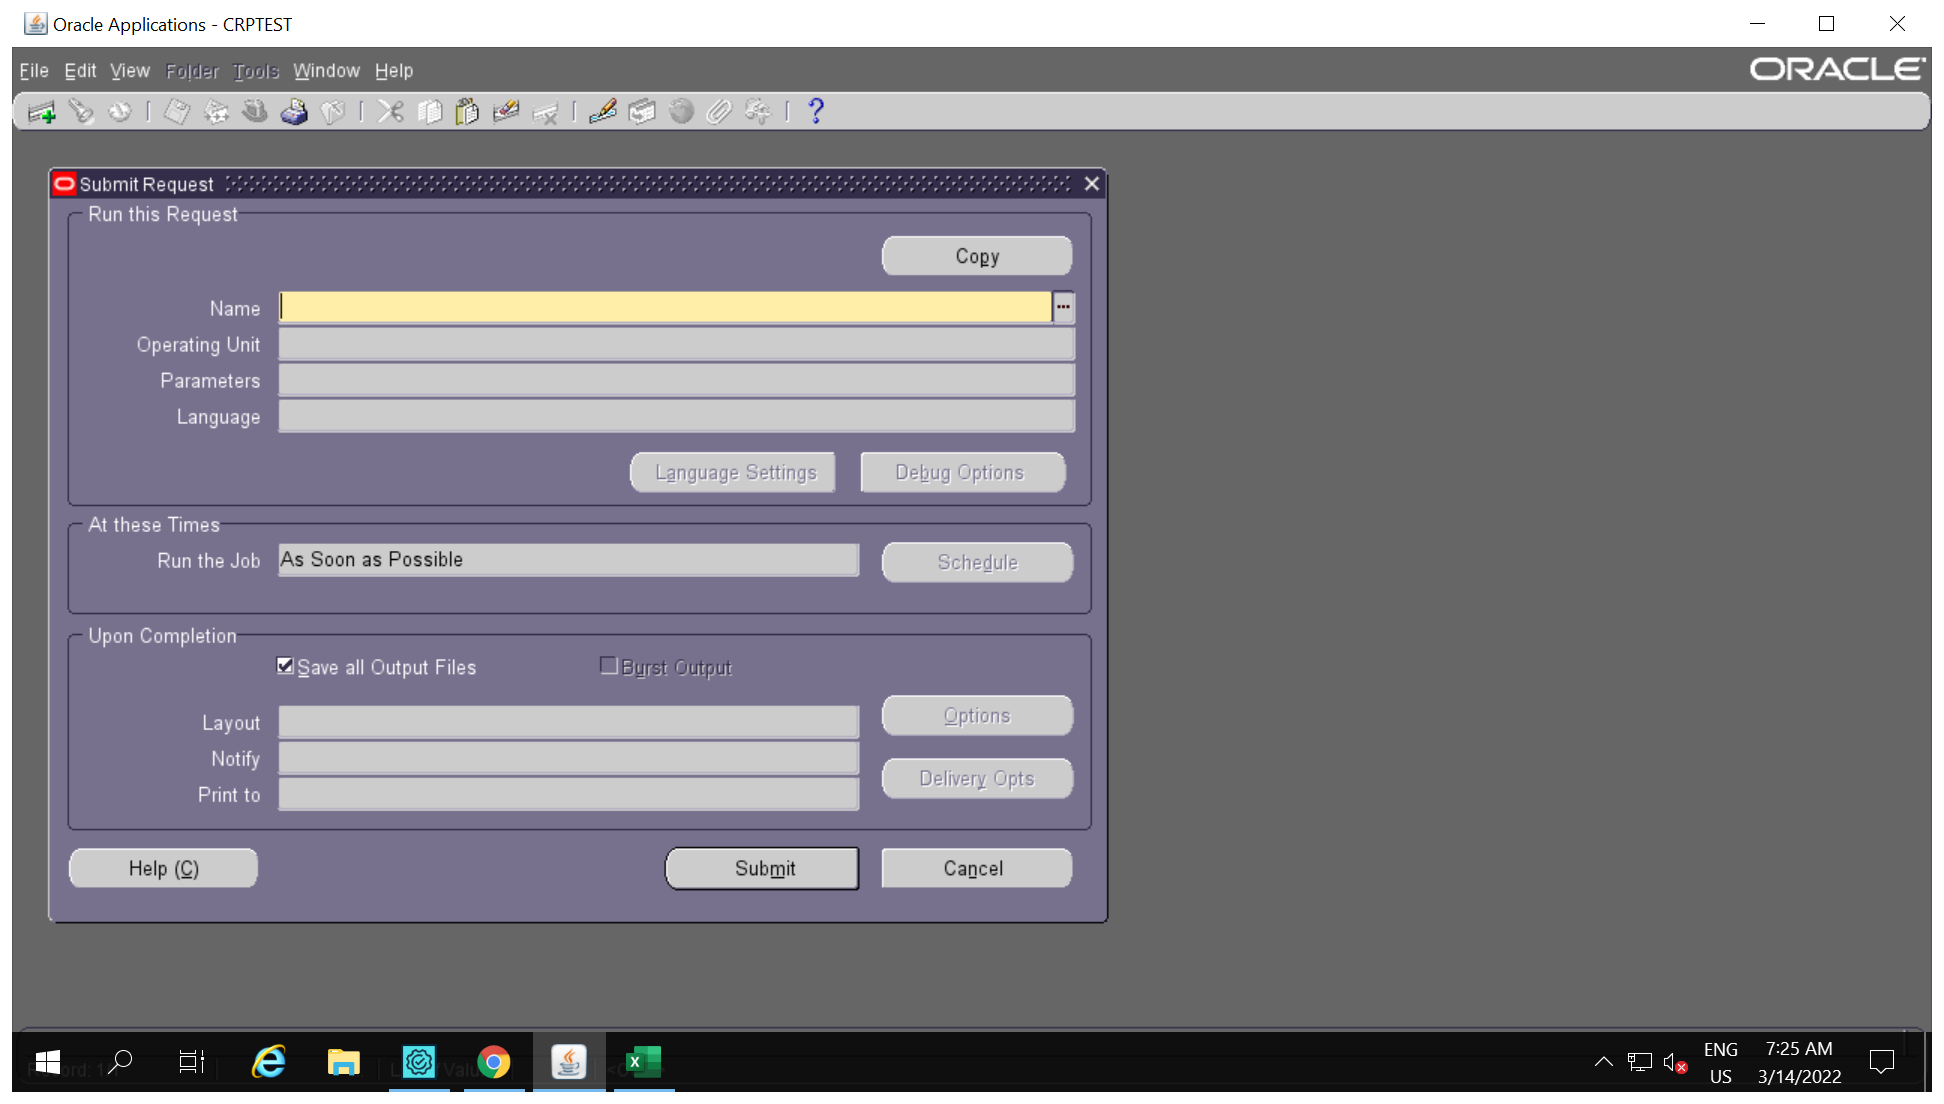 Oracle Applications - CRPTEST
File Edit View Folder Tools Window Help
ORACLE
Submit Request
Run this Request
Copy
Name
Operating Unit
Parameters
Language
Language Settings Debug Options
At these Times
Run the Job As Soon as Possible Schedule
Upon Completion
Save all Output Files Burst Output
Layout Options
Notify
Print to Delivery Opts
Help (C) Submit Cancel
ENG 7:25 AM
US 3/14/2022